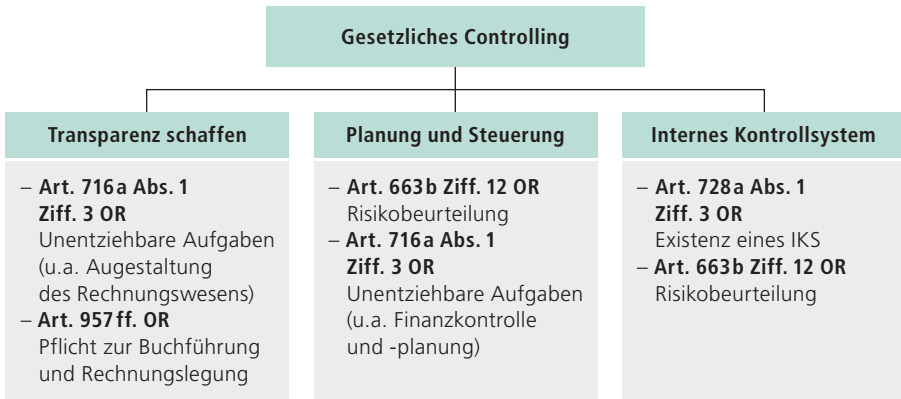 Gesetzliches Controlling
Transparenz schaffen
– Art. 716a Abs. 1
Ziff. 3 OR
Unentziehbare Aufgaben
(u.a. Augestaltung
des Rechnungswesens)
– Art. 957 ff. OR
Pflicht zur Buchführung
und Rechnungslegung
Planung und Steuerung
– Art. 663b Ziff. 12 OR
Risikobeurteilung
– Art. 716a Abs. 1
Ziff. 3 OR
Unentziehbare Aufgaben
(u.a. Finanzkontrolle
und -planung)
Internes Kontrollsystem
– Art. 728a Abs. 1
Ziff. 3 OR
Existenz eines IKS
– Art. 663b Ziff. 12 OR
Risikobeurteilung